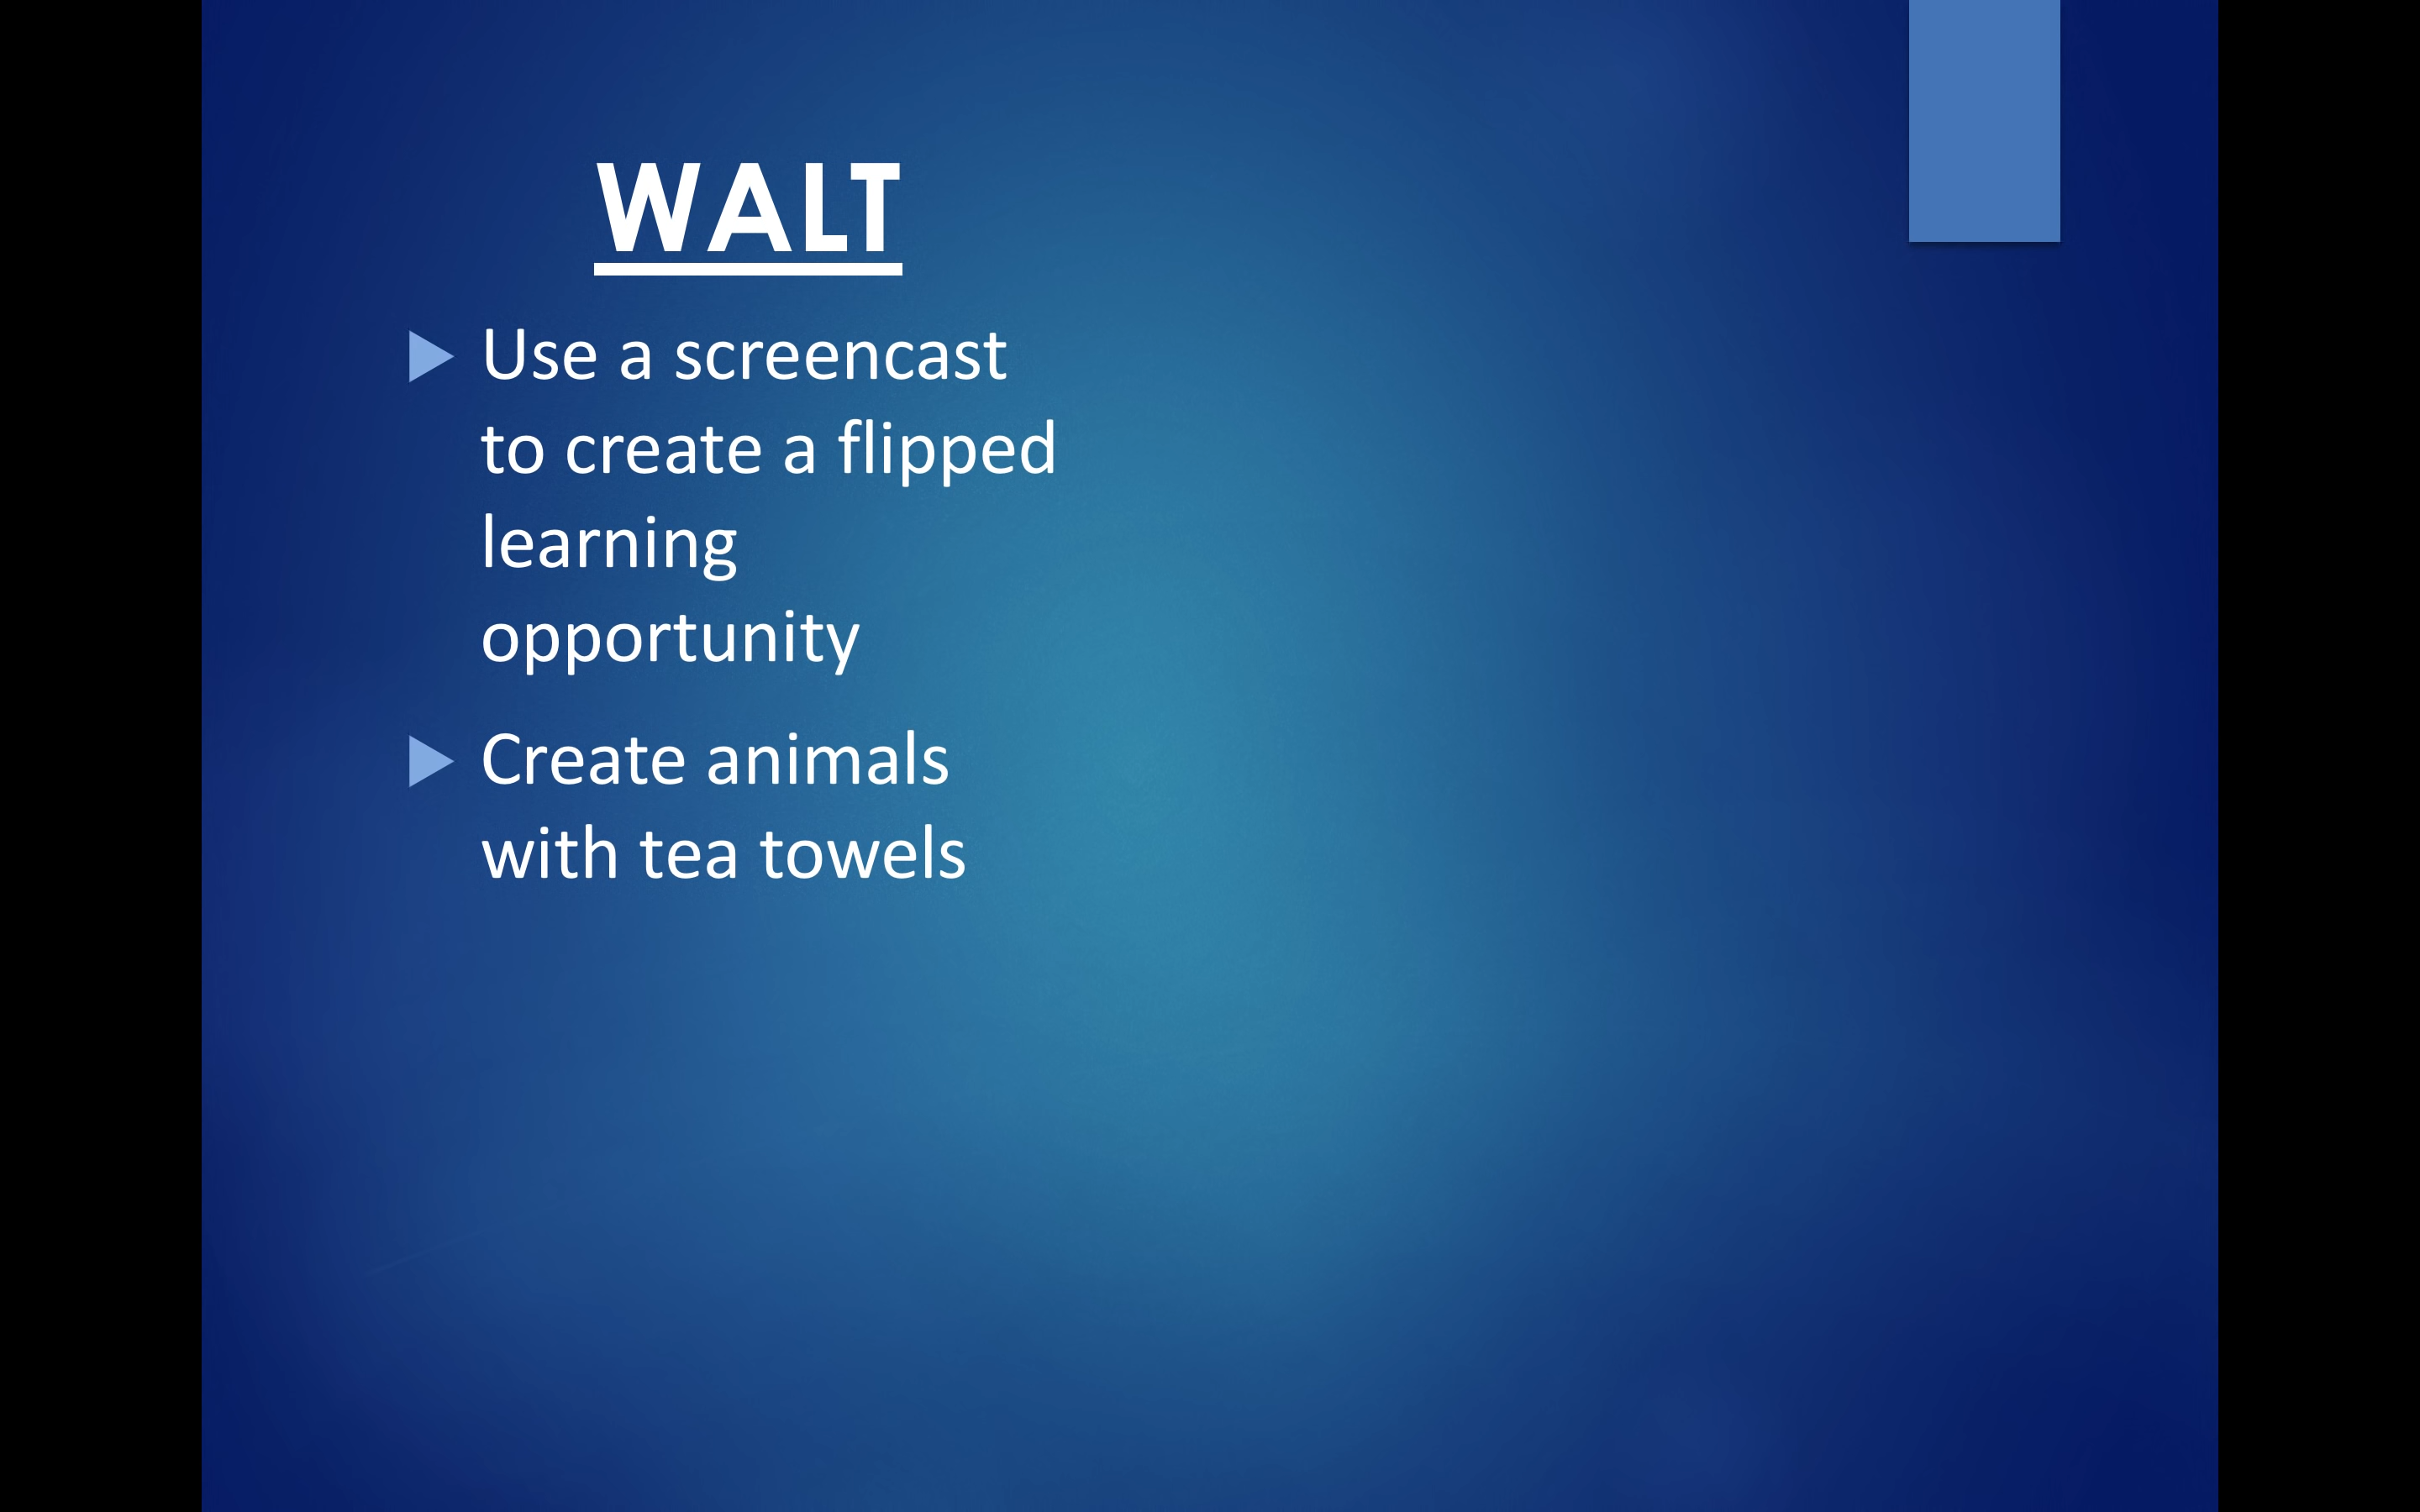 WALT
Use a screencast
to create a flipped
learning
opportunity
Create animals
with tea towels